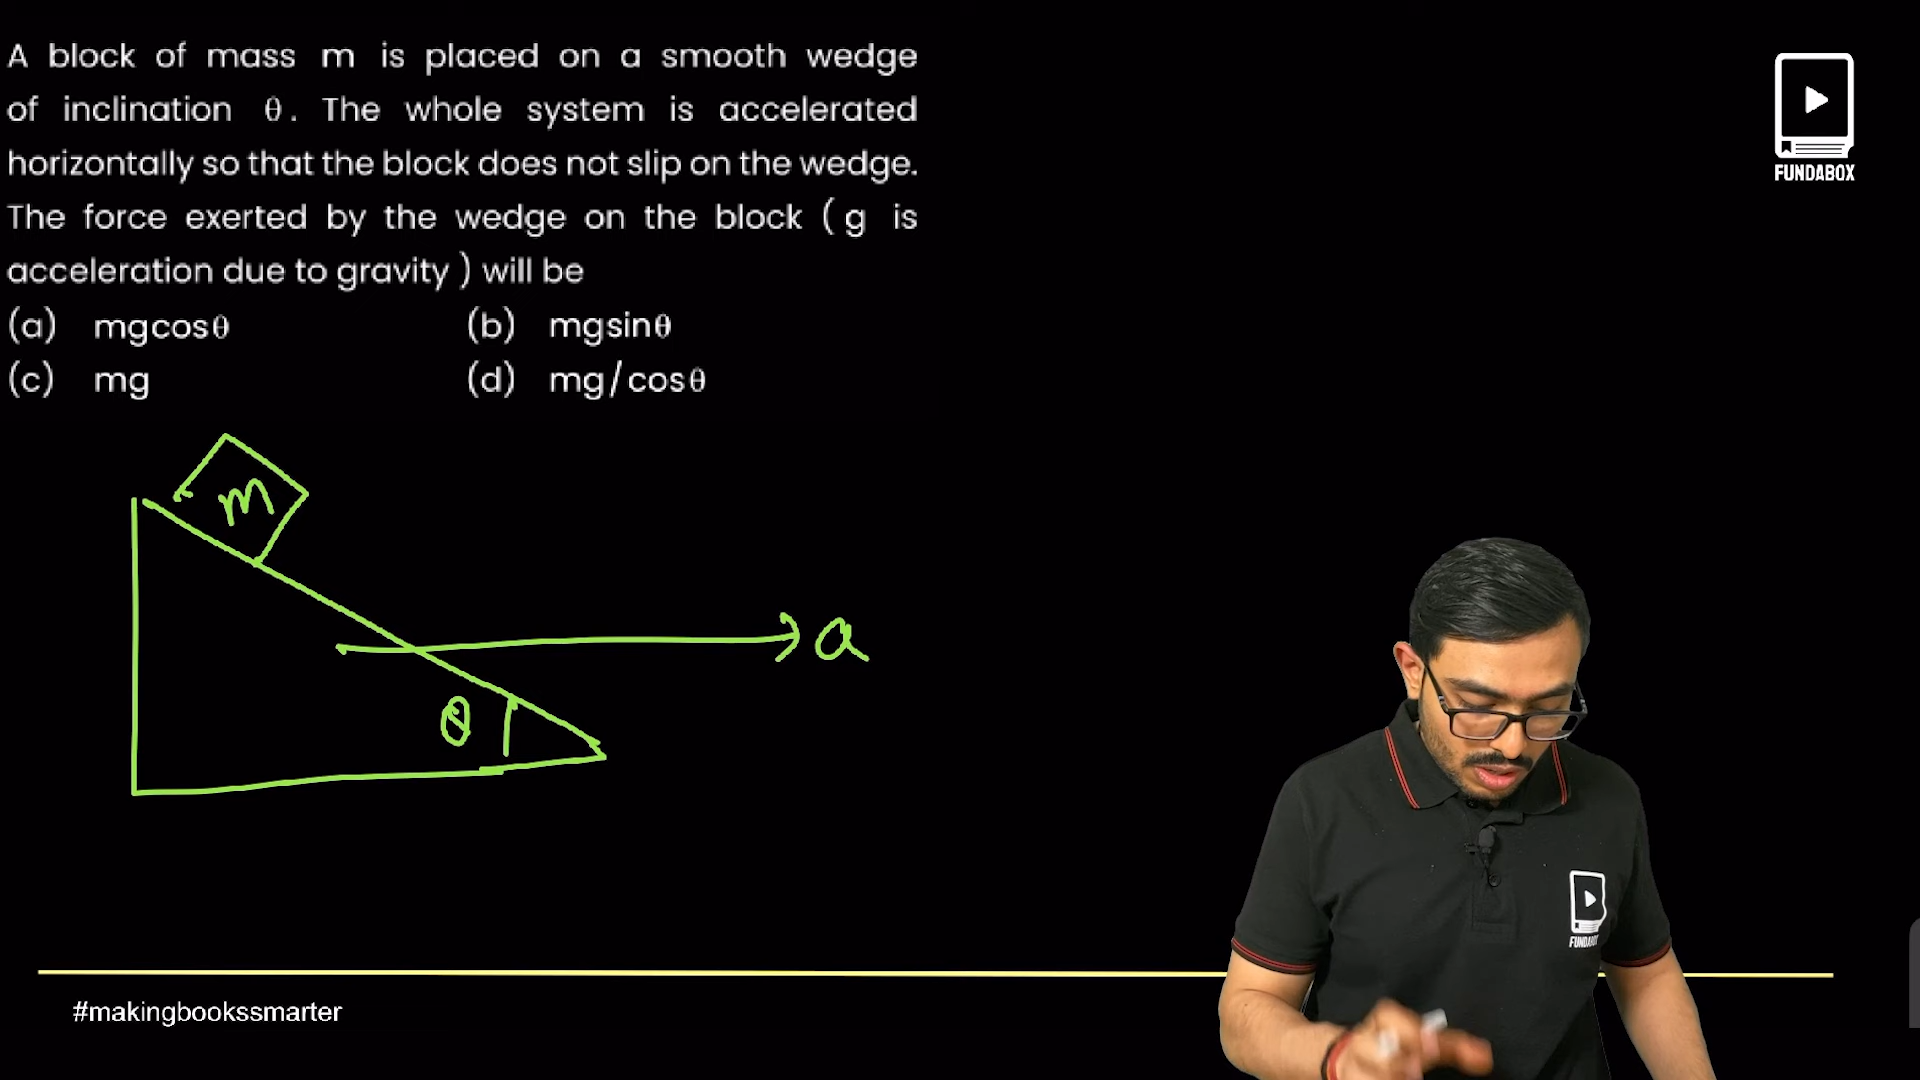 A block of mass m is placed on a smooth wedge
of inclination θ. The whole system is accelerated
horizontally so that the block does not slip on the wedge.
The force exerted by the wedge on the block ( g is
acceleration due to gravity ) will be
(a) mgcosθ (b) mgsinθ
(c) mg (d) mg/cosθ
FUNDABOX
m
a
θ
FUNDABOX
#makingbookssmarter